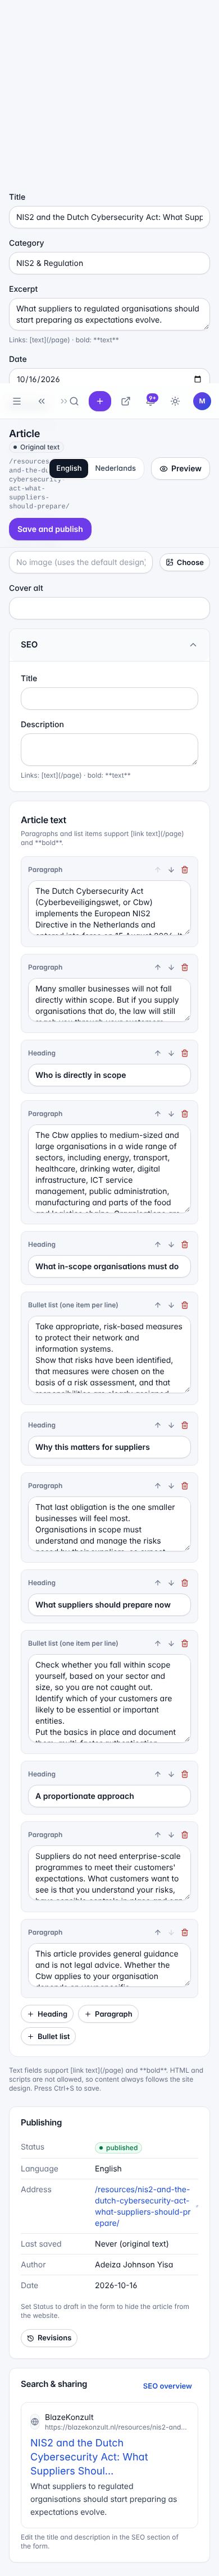 Title
NIS2 and the Dutch Cybersecurity Act: What Supp
Category
NIS2 & Regulation
Excerpt
What suppliers to regulated organisations should
start preparing as expectations evolve.
Links: [text](/page) · bold: **text**
Date
10/16/2026
9+
M
Article
Original text
/resources/
and-the-du
cybersecurity
act-what-
suppliers-
should-prepare/
English
Nederlands
Preview
Save and publish
No image (uses the default design)
Choose
Cover alt
SEO
Title
Description
Links: [text](/page) · bold: **text**
Article text
Paragraphs and list items support [link text](/page)
and **bold**.
Paragraph
The Dutch Cybersecurity Act
(Cyberbeveiligingswet, or Cbw)
implements the European NIS2
Directive in the Netherlands and
Paragraph
Many smaller businesses will not fall
directly within scope. But if you supply
organisations that do, the law will still
Heading
Who is directly in scope
Paragraph
The Cbw applies to medium-sized and
large organisations in a wide range of
sectors, including energy, transport,
healthcare, drinking water, digital
infrastructure, ICT service
management, public administration,
manufacturing and parts of the food
Heading
What in-scope organisations must do
Bullet list (one item per line)
Take appropriate, risk-based measures
to protect their network and
information systems.
Show that risks have been identified,
that measures were chosen on the
basis of a risk assessment, and that
Heading
Why this matters for suppliers
Paragraph
That last obligation is the one smaller
businesses will feel most.
Organisations in scope must
understand and manage the risks
Heading
What suppliers should prepare now
Bullet list (one item per line)
Check whether you fall within scope
yourself, based on your sector and
size, so you are not caught out.
Identify which of your customers are
likely to be essential or important
entities.
Put the basics in place and document
Heading
A proportionate approach
Paragraph
Suppliers do not need enterprise-scale
programmes to meet their customers'
expectations. What customers want to
see is that you understand your risks,
Paragraph
This article provides general guidance
and is not legal advice. Whether the
Cbw applies to your organisation
Heading
Paragraph
Bullet list
Text fields support [link text](/page) and **bold**. HTML and
scripts are not allowed, so content always follows the site
design. Press Ctrl+S to save.
Publishing
Status
published
Language
English
Address
/resources/nis2-and-the-
dutch-cybersecurity-act-
what-suppliers-should-pr
epare/
Last saved
Never (original text)
Author
Adeiza Johnson Yisa
Date
2026-10-16
Set Status to draft in the form to hide the article from
the website.
Revisions
Search & sharing
SEO overview
BlazeKonzult
https://blazekonzult.nl/resources/nis2-and...
NIS2 and the Dutch
Cybersecurity Act: What
Suppliers Shoul...
What suppliers to regulated
organisations should start preparing as
expectations evolve.
Edit the title and description in the SEO section of
the form.